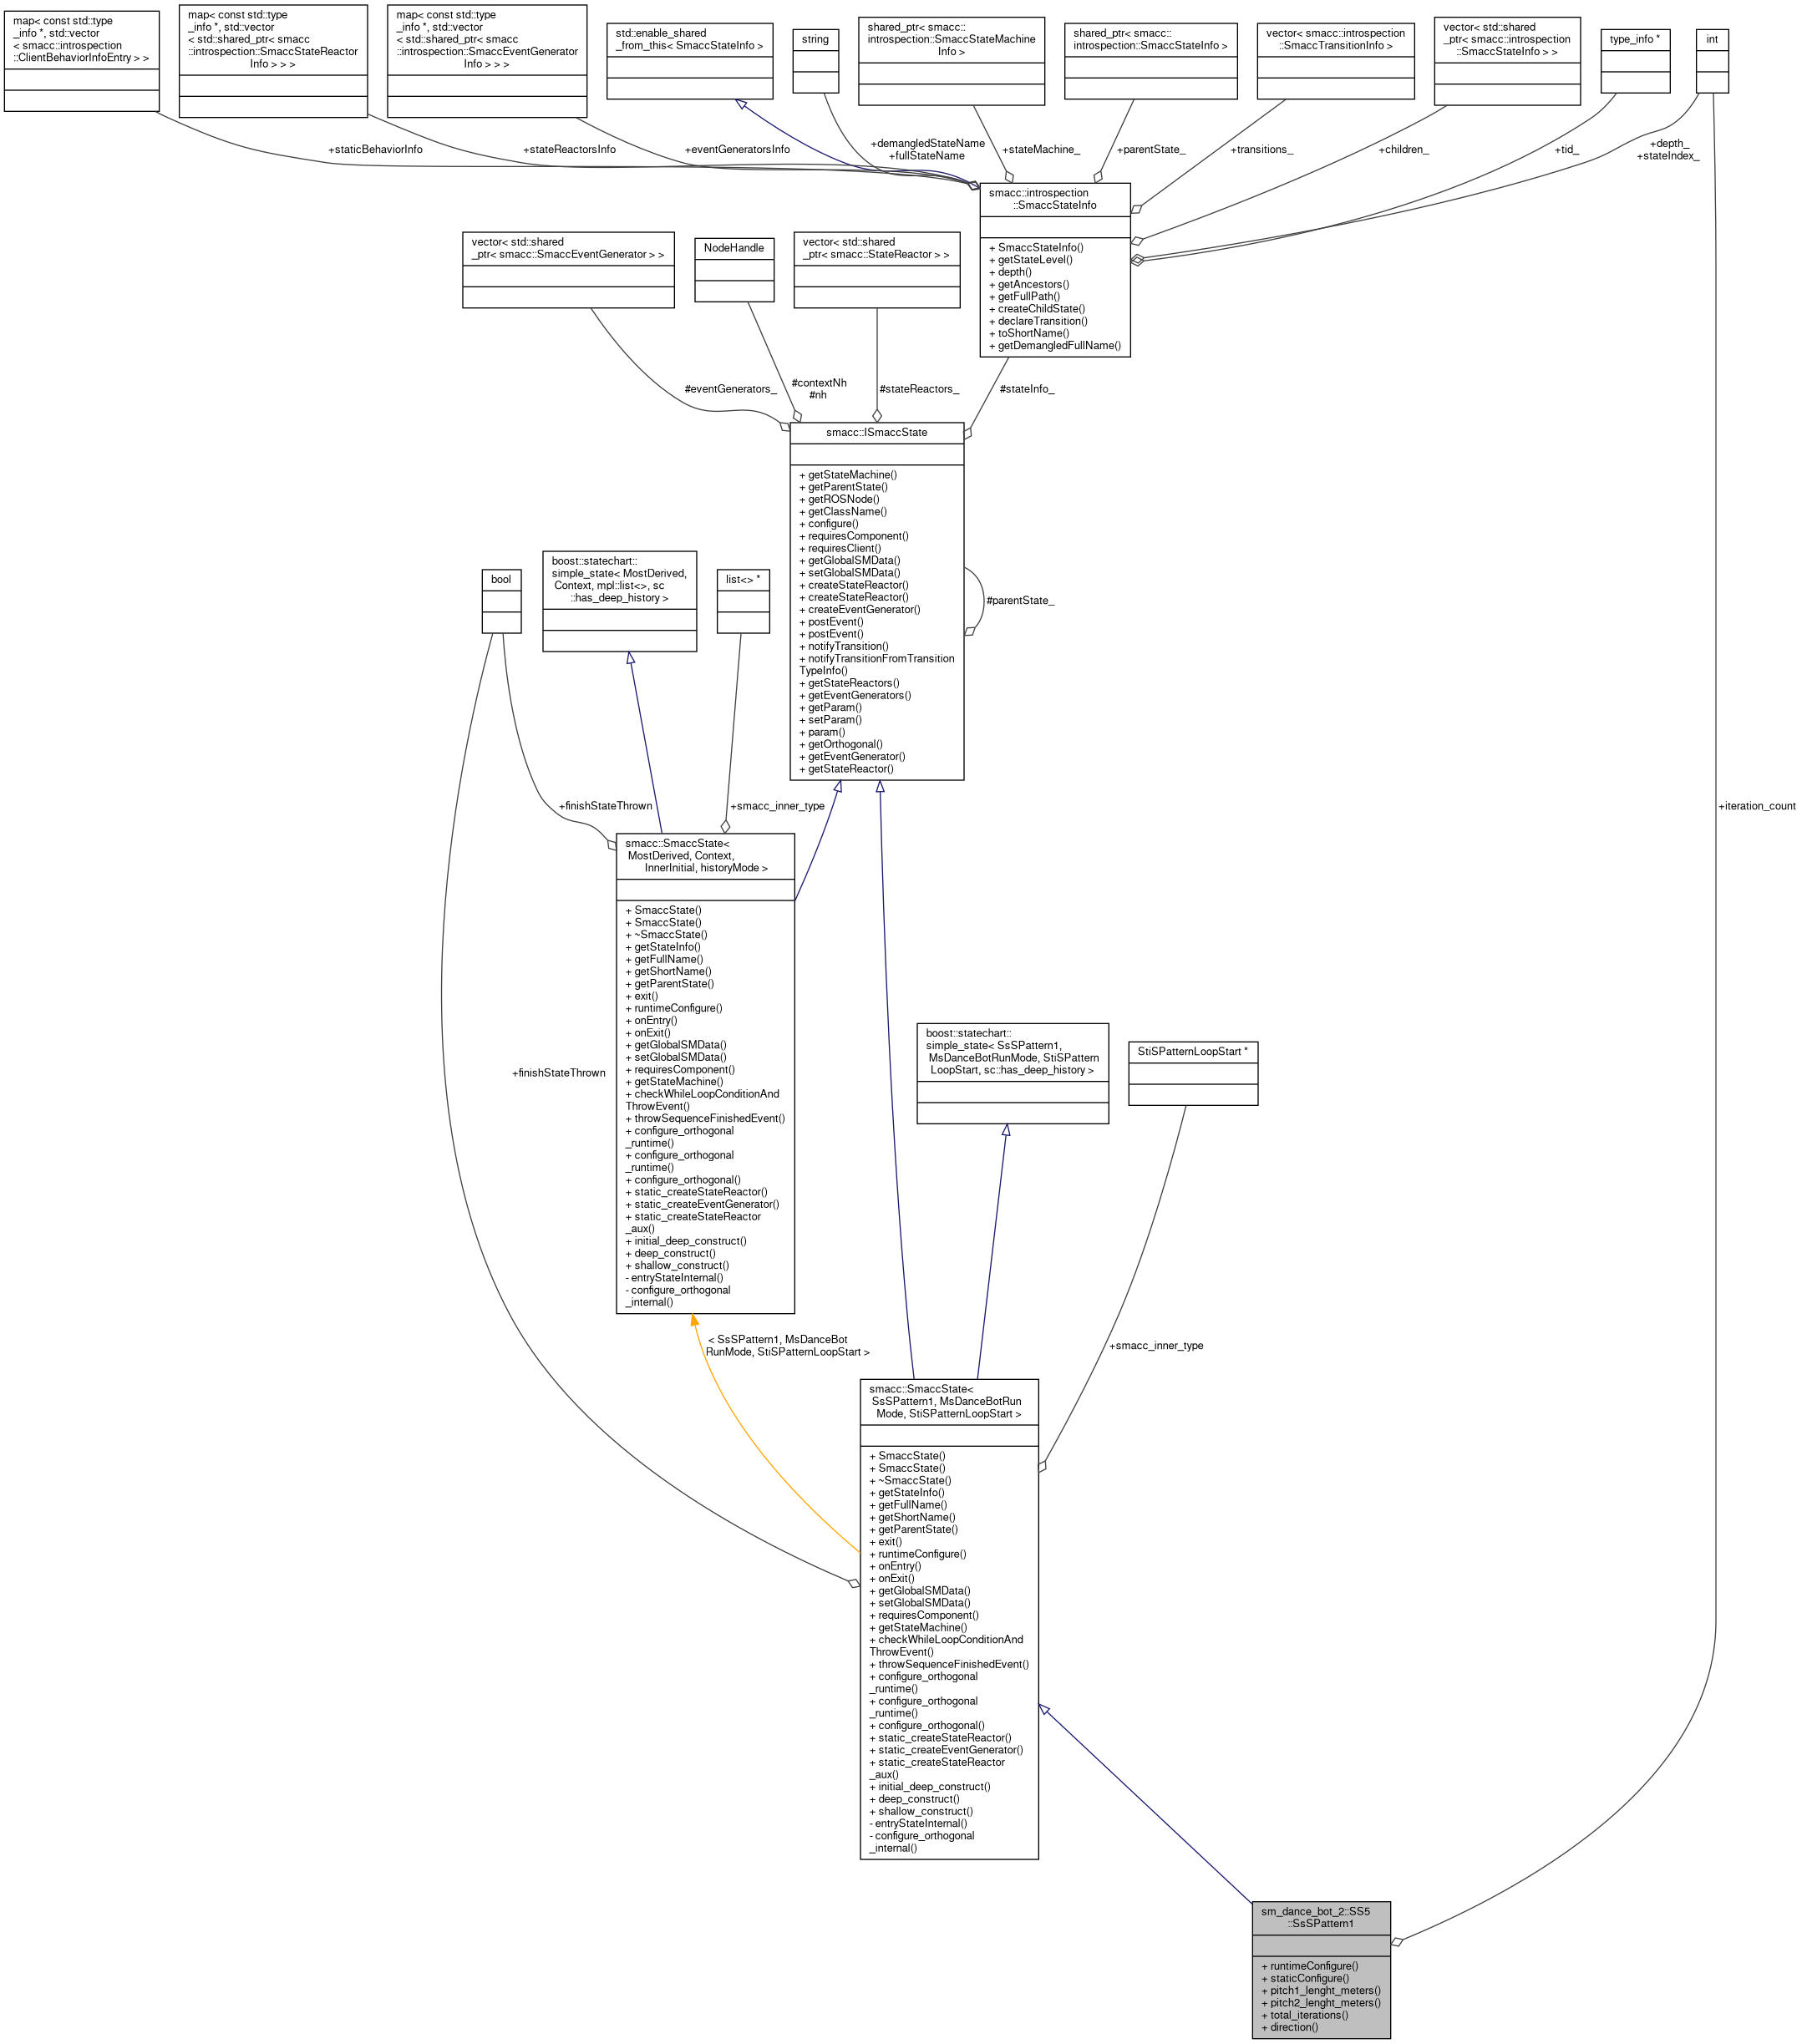 map< const std::type
_info *, std::vector
< smacc::introspection
::ClientBehaviorInfoEntry > >
map< const std::type
_info *, std::vector
< std::shared_ptr< smacc
::introspection::SmaccStateReactor
Info > > >
map< const std::type
_info *, std::vector
< std::shared_ptr< smacc
::introspection::SmaccEventGenerator
Info > > >
std::enable_shared
_from_this< SmaccStateInfo >
string
shared_ptr< smacc::
introspection::SmaccStateMachine
Info >
shared_ptr< smacc::
introspection::SmaccStateInfo >
vector< smacc::introspection
::SmaccTransitionInfo >
vector< std::shared
_ptr< smacc::introspection
::SmaccStateInfo > >
type_info *
int
+staticBehaviorInfo
+stateReactorsInfo
+eventGeneratorsInfo
+demangledStateName
+fullStateName
+stateMachine_
+parentState_
+transitions_
+children_
+tid_
+depth_
+stateIndex_
smacc::introspection
::SmaccStateInfo
+ SmaccStateInfo()
+ getStateLevel()
+ depth()
+ getAncestors()
+ getFullPath()
+ createChildState()
+ declareTransition()
+ toShortName()
+ getDemangledFullName()
vector< std::shared
_ptr< smacc::SmaccEventGenerator > >
NodeHandle
vector< std::shared
_ptr< smacc::StateReactor > >
#eventGenerators_
#contextNh
#nh
#stateReactors_
#stateInfo_
smacc::ISmaccState
+ getStateMachine()
+ getParentState()
+ getROSNode()
+ getClassName()
+ configure()
+ requiresComponent()
+ requiresClient()
+ getGlobalSMData()
+ setGlobalSMData()
+ createStateReactor()
+ createStateReactor()
+ createEventGenerator()
+ postEvent()
+ postEvent()
+ notifyTransition()
+ notifyTransitionFromTransition
TypeInfo()
+ getStateReactors()
+ getEventGenerators()
+ getParam()
+ setParam()
+ param()
+ getOrthogonal()
+ getEventGenerator()
+ getStateReactor()
#parentState_
bool
boost::statechart::
simple_state< MostDerived,
Context, mpl::list<>, sc
::has_deep_history >
list<> *
+finishStateThrown
+smacc_inner_type
+iteration_count
smacc::SmaccState<
MostDerived, Context,
InnerInitial, historyMode >
+ SmaccState()
+ SmaccState()
+ ~SmaccState()
+ getStateInfo()
+ getFullName()
+ getShortName()
+ getParentState()
+ exit()
+ runtimeConfigure()
+ onEntry()
+ onExit()
+ getGlobalSMData()
+ setGlobalSMData()
+ requiresComponent()
+ getStateMachine()
+ checkWhileLoopConditionAnd
ThrowEvent()
+ throwSequenceFinishedEvent()
+ configure_orthogonal
_runtime()
+ configure_orthogonal
_runtime()
+ configure_orthogonal()
+ static_createStateReactor()
+ static_createEventGenerator()
+ static_createStateReactor
_aux()
+ initial_deep_construct()
+ deep_construct()
+ shallow_construct()
- entryStateInternal()
- configure_orthogonal
_internal()
+finishStateThrown
boost::statechart::
simple_state< SsSPattern1,
MsDanceBotRunMode, StiSPattern
LoopStart, sc::has_deep_history >
StiSPatternLoopStart *
< SsSPattern1, MsDanceBot
RunMode, StiSPatternLoopStart >
+smacc_inner_type
smacc::SmaccState<
SsSPattern1, MsDanceBotRun
Mode, StiSPatternLoopStart >
+ SmaccState()
+ SmaccState()
+ ~SmaccState()
+ getStateInfo()
+ getFullName()
+ getShortName()
+ getParentState()
+ exit()
+ runtimeConfigure()
+ onEntry()
+ onExit()
+ getGlobalSMData()
+ setGlobalSMData()
+ requiresComponent()
+ getStateMachine()
+ checkWhileLoopConditionAnd
ThrowEvent()
+ throwSequenceFinishedEvent()
+ configure_orthogonal
_runtime()
+ configure_orthogonal
_runtime()
+ configure_orthogonal()
+ static_createStateReactor()
+ static_createEventGenerator()
+ static_createStateReactor
_aux()
+ initial_deep_construct()
+ deep_construct()
+ shallow_construct()
- entryStateInternal()
- configure_orthogonal
_internal()
sm_dance_bot_2::SS5
::SsSPattern1
+ runtimeConfigure()
+ staticConfigure()
+ pitch1_lenght_meters()
+ pitch2_lenght_meters()
+ total_iterations()
+ direction()